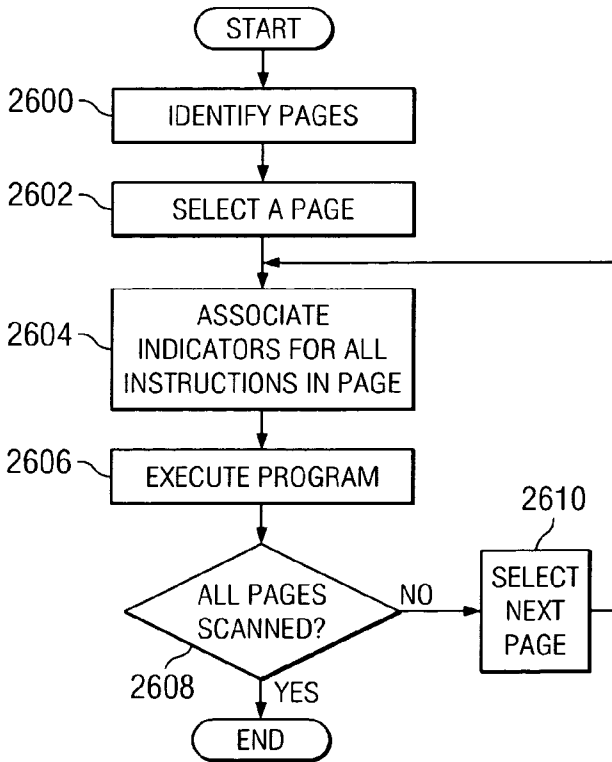 START
2600
IDENTIFY PAGES
2602
SELECT A PAGE
2604
ASSOCIATE
INDICATORS FOR ALL
INSTRUCTIONS IN PAGE
2606
EXECUTE PROGRAM
2610
ALL PAGES
SCANNED?
NO
SELECT
NEXT
PAGE
2608
YES
END